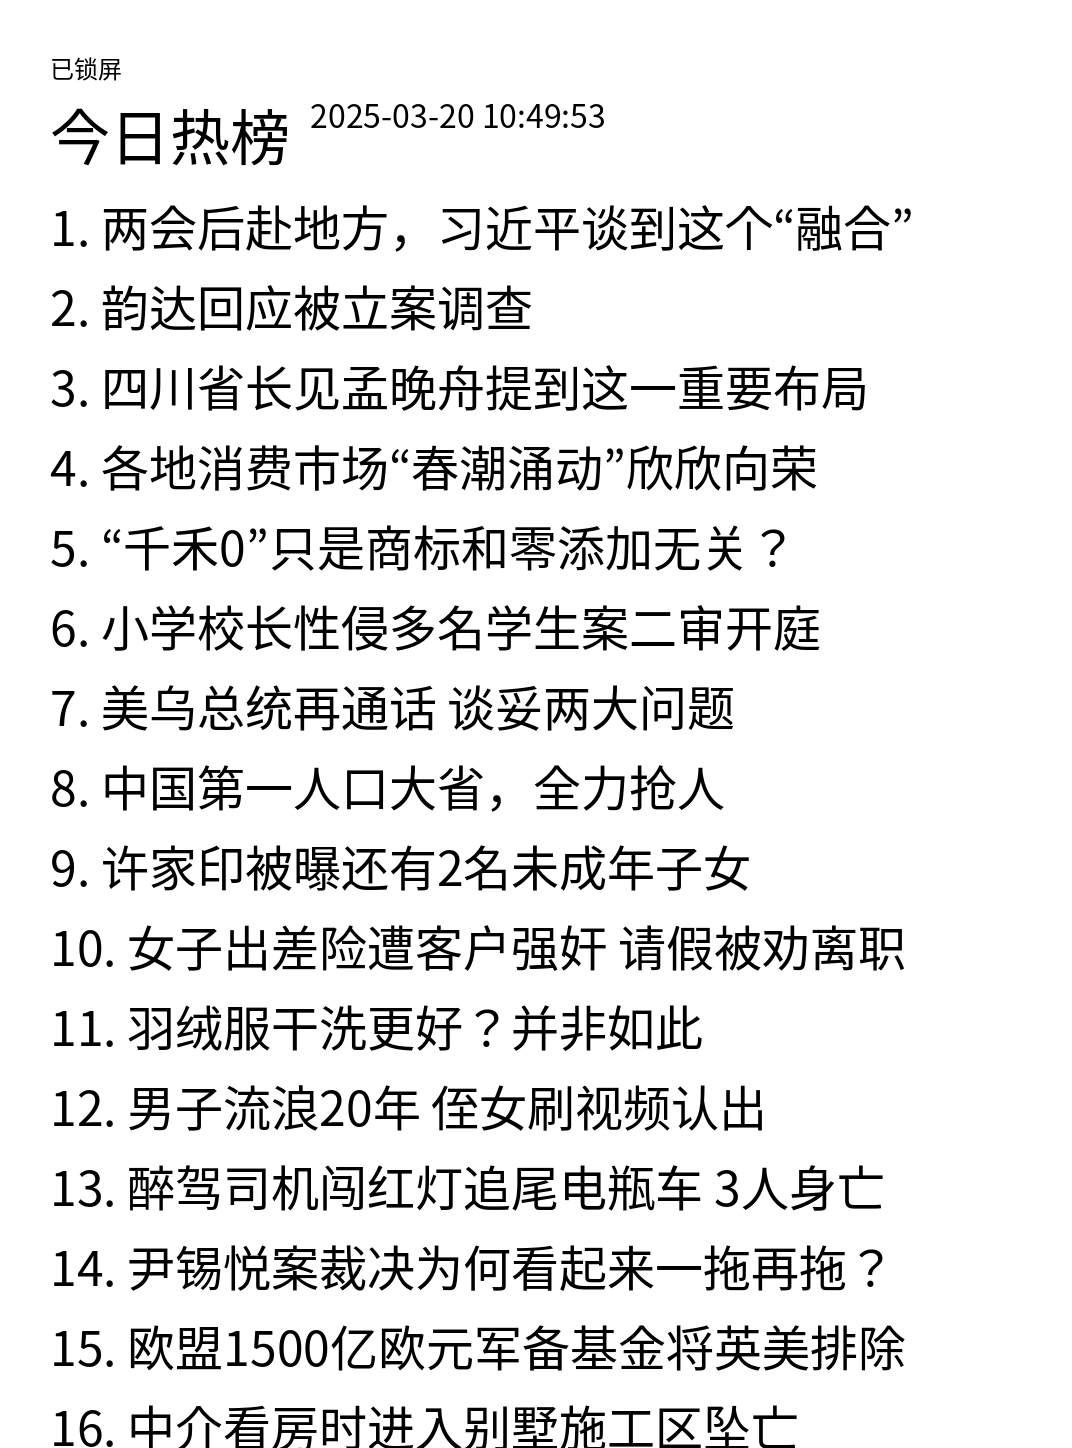 已锁屏
今日热榜 2025-03-20 10:49:53
1. 两会后赴地方，习近平谈到这个“融合”
2. 韵达回应被立案调查
3. 四川省长见孟晚舟提到这一重要布局
4. 各地消费市场“春潮涌动”欣欣向荣
5. “千禾0”只是商标和零添加无关？
6. 小学校长性侵多名学生案二审开庭
7. 美乌总统再通话 谈妥两大问题
8. 中国第一人口大省，全力抢人
9. 许家印被曝还有2名未成年子女
10. 女子出差险遭客户强奸 请假被劝离职
11. 羽绒服干洗更好？并非如此
12. 男子流浪20年 侄女刷视频认出
13. 醉驾司机闯红灯追尾电瓶车 3人身亡
14. 尹锡悦案裁决为何看起来一拖再拖？
15. 欧盟1500亿欧元军备基金将英美排除
16. 中介看房时进入别墅施工区坠亡